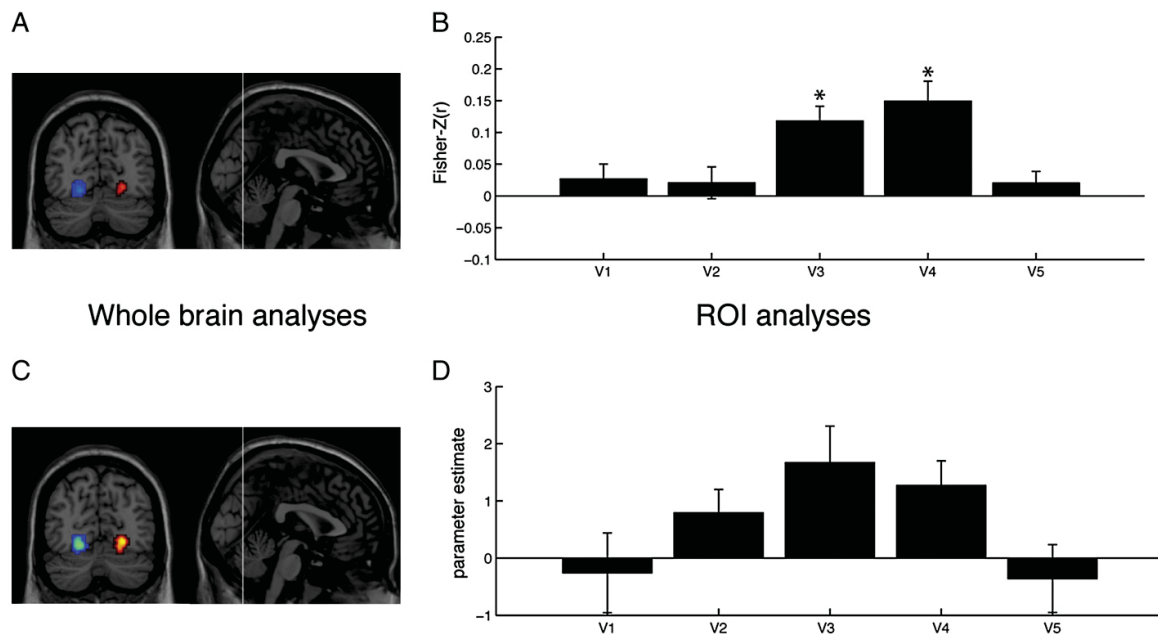 A
B
Fisher-Z(r)
0.25
0.2
0.15
0.1
0.05
0
−0.05
−0.1
*
*
V1 V2 V3 V4 V5
Whole brain analyses
ROI analyses
C
D
parameter estimate
3
2
1
0
−1
V1 V2 V3 V4 V5